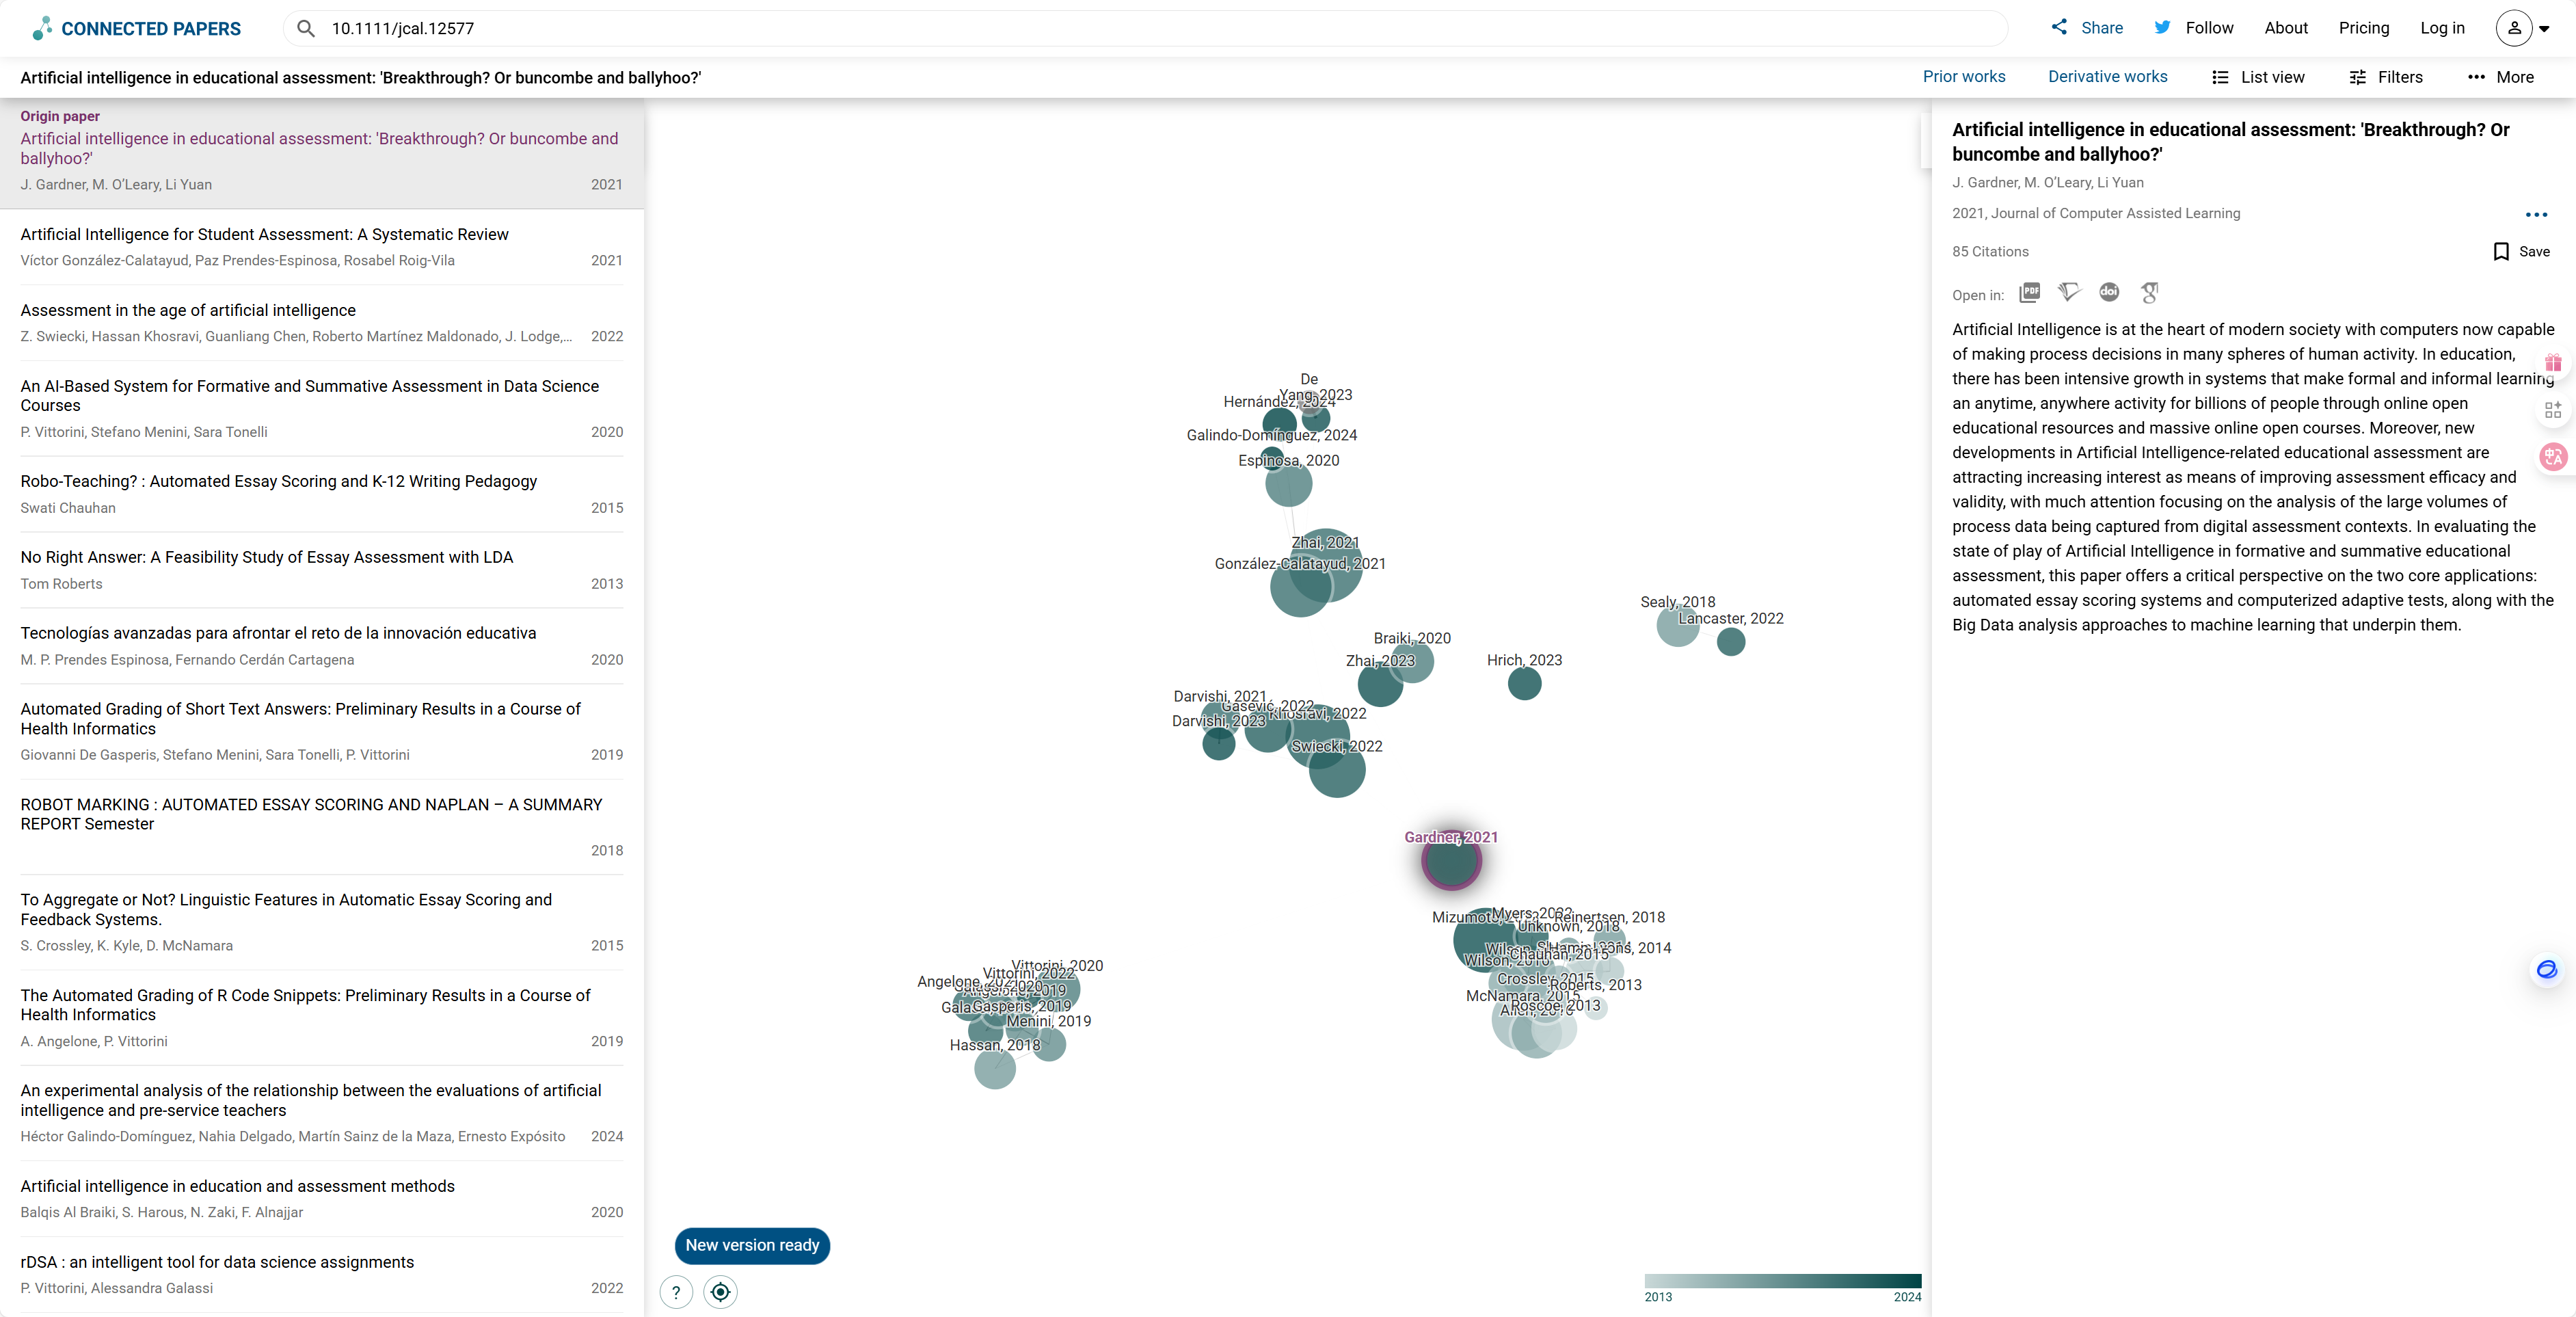 CONNECTED PAPERS
10.1111/jcal.12577
Share
Follow
About
Pricing
Log in
Artificial intelligence in educational assessment: 'Breakthrough? Or buncombe and ballyhoo?'
Prior works
Derivative works
List view
Filters
More
Origin paper
Artificial intelligence in educational assessment: 'Breakthrough? Or buncombe and
ballyhoo?'
J. Gardner, M. O'Leary, Li Yuan 2021
Artificial Intelligence for Student Assessment: A Systematic Review
Víctor González-Calatayud, Paz Prendes-Espinosa, Rosabel Roig-Vila 2021
Assessment in the age of artificial intelligence
Z. Swiecki, Hassan Khosravi, Guanliang Chen, Roberto Martínez Maldonado, J. Lodge,... 2022
An AI-Based System for Formative and Summative Assessment in Data Science
Courses
P. Vittorini, Stefano Menini, Sara Tonelli 2020
Robo-Teaching? : Automated Essay Scoring and K-12 Writing Pedagogy
Swati Chauhan 2015
No Right Answer: A Feasibility Study of Essay Assessment with LDA
Tom Roberts 2013
Tecnologías avanzadas para afrontar el reto de la innovación educativa
M. P. Prendes Espinosa, Fernando Cerdán Cartagena 2020
Automated Grading of Short Text Answers: Preliminary Results in a Course of
Health Informatics
Giovanni De Gasperis, Stefano Menini, Sara Tonelli, P. Vittorini 2019
ROBOT MARKING : AUTOMATED ESSAY SCORING AND NAPLAN – A SUMMARY
REPORT Semester
2018
To Aggregate or Not? Linguistic Features in Automatic Essay Scoring and
Feedback Systems.
S. Crossley, K. Kyle, D. McNamara 2015
The Automated Grading of R Code Snippets: Preliminary Results in a Course of
Health Informatics
A. Angelone, P. Vittorini 2019
An experimental analysis of the relationship between the evaluations of artificial
intelligence and pre-service teachers
Héctor Galindo-Domínguez, Nahia Delgado, Martín Sainz de la Maza, Ernesto Expósito 2024
Artificial intelligence in education and assessment methods
Balqis Al Braiki, S. Harous, N. Zaki, F. Alnajjar 2020
rDSA : an intelligent tool for data science assignments
P. Vittorini, Alessandra Galassi 2022
De
Yang, 2023
Hernández, 2024
Galindo-Domínguez, 2024
Espinosa, 2020
Zhai, 2021
González-Calatayud, 2021
Sealy, 2018
Lancaster, 2022
Braiki, 2020
Zhai, 2023
Hrich, 2023
Darvishi, 2021
Gasevic, 2022
Khosravi, 2022
Darvishi, 2023
Swiecki, 2022
Gardner, 2021
Myers, 2022
Reinertsen, 2018
Unknown, 2018
Chauhan, 2015
Wilson, 2016
Crossley, 2015
Roberts, 2013
McNamara, 2015
Roscoe, 2013
Vittorini, 2020
Vittorini, 2022
Gasperis, 2019
Menini, 2019
Hassan, 2018
New version ready
?
2013
2024
Artificial intelligence in educational assessment: 'Breakthrough? Or
buncombe and ballyhoo?'
J. Gardner, M. O'Leary, Li Yuan
2021, Journal of Computer Assisted Learning
85 Citations
Save
Open in:
PDF
doi
Artificial Intelligence is at the heart of modern society with computers now capable
of making process decisions in many spheres of human activity. In education,
there has been intensive growth in systems that make formal and informal learning
an anytime, anywhere activity for billions of people through online open
educational resources and massive online open courses. Moreover, new
developments in Artificial Intelligence-related educational assessment are
attracting increasing interest as means of improving assessment efficacy and
validity, with much attention focusing on the analysis of the large volumes of
process data being captured from digital assessment contexts. In evaluating the
state of play of Artificial Intelligence in formative and summative educational
assessment, this paper offers a critical perspective on the two core applications:
automated essay scoring systems and computerized adaptive tests, along with the
Big Data analysis approaches to machine learning that underpin them.